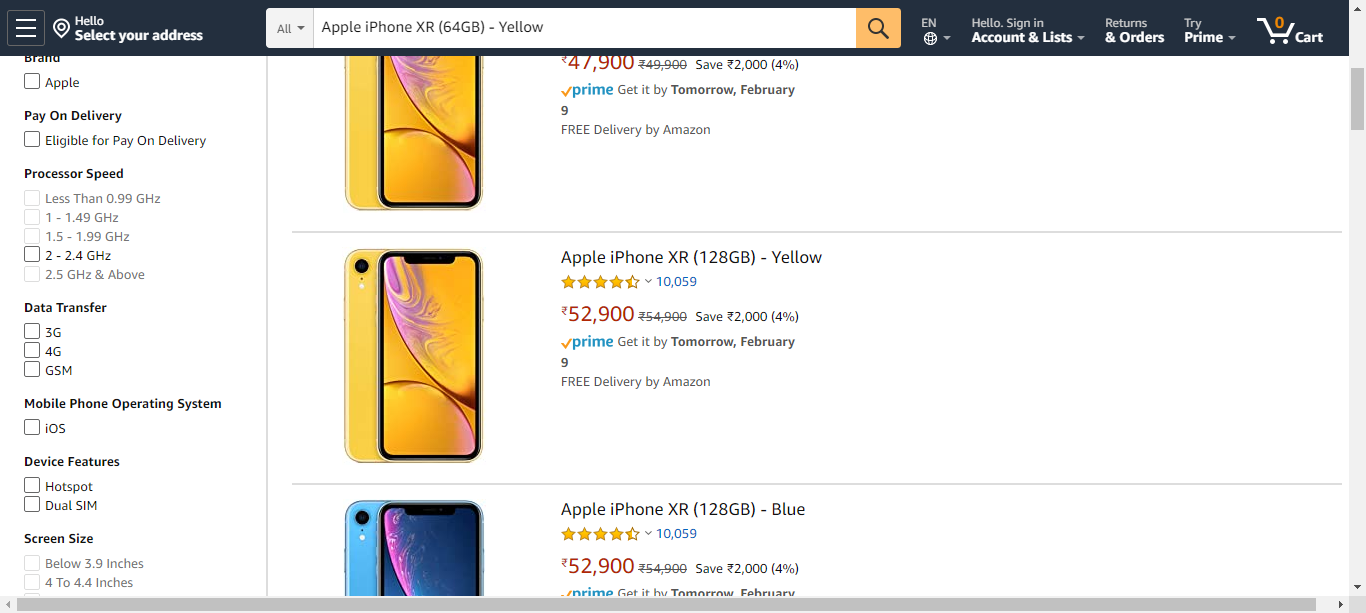 Hello
Select your address
All
Apple iPhone XR (64GB) - Yellow
EN
Hello. Sign in
Account & Lists
Returns
& Orders
Try
Prime
0
Cart
Brand
Apple
Pay On Delivery
Eligible for Pay On Delivery
Processor Speed
Less Than 0.99 GHz
1 - 1.49 GHz
1.5 - 1.99 GHz
2 - 2.4 GHz
2.5 GHz & Above
Data Transfer
3G
4G
GSM
Mobile Phone Operating System
iOS
Device Features
Hotspot
Dual SIM
Screen Size
Below 3.9 Inches
4 To 4.4 Inches
₹47,900 ₹49,900 Save ₹2,000 (4%)
prime Get it by Tomorrow, February
9
FREE Delivery by Amazon
Apple iPhone XR (128GB) - Yellow
10,059
₹52,900 ₹54,900 Save ₹2,000 (4%)
prime Get it by Tomorrow, February
9
FREE Delivery by Amazon
Apple iPhone XR (128GB) - Blue
10,059
₹52,900 ₹54,900 Save ₹2,000 (4%)
prime Get it by Tomorrow, February